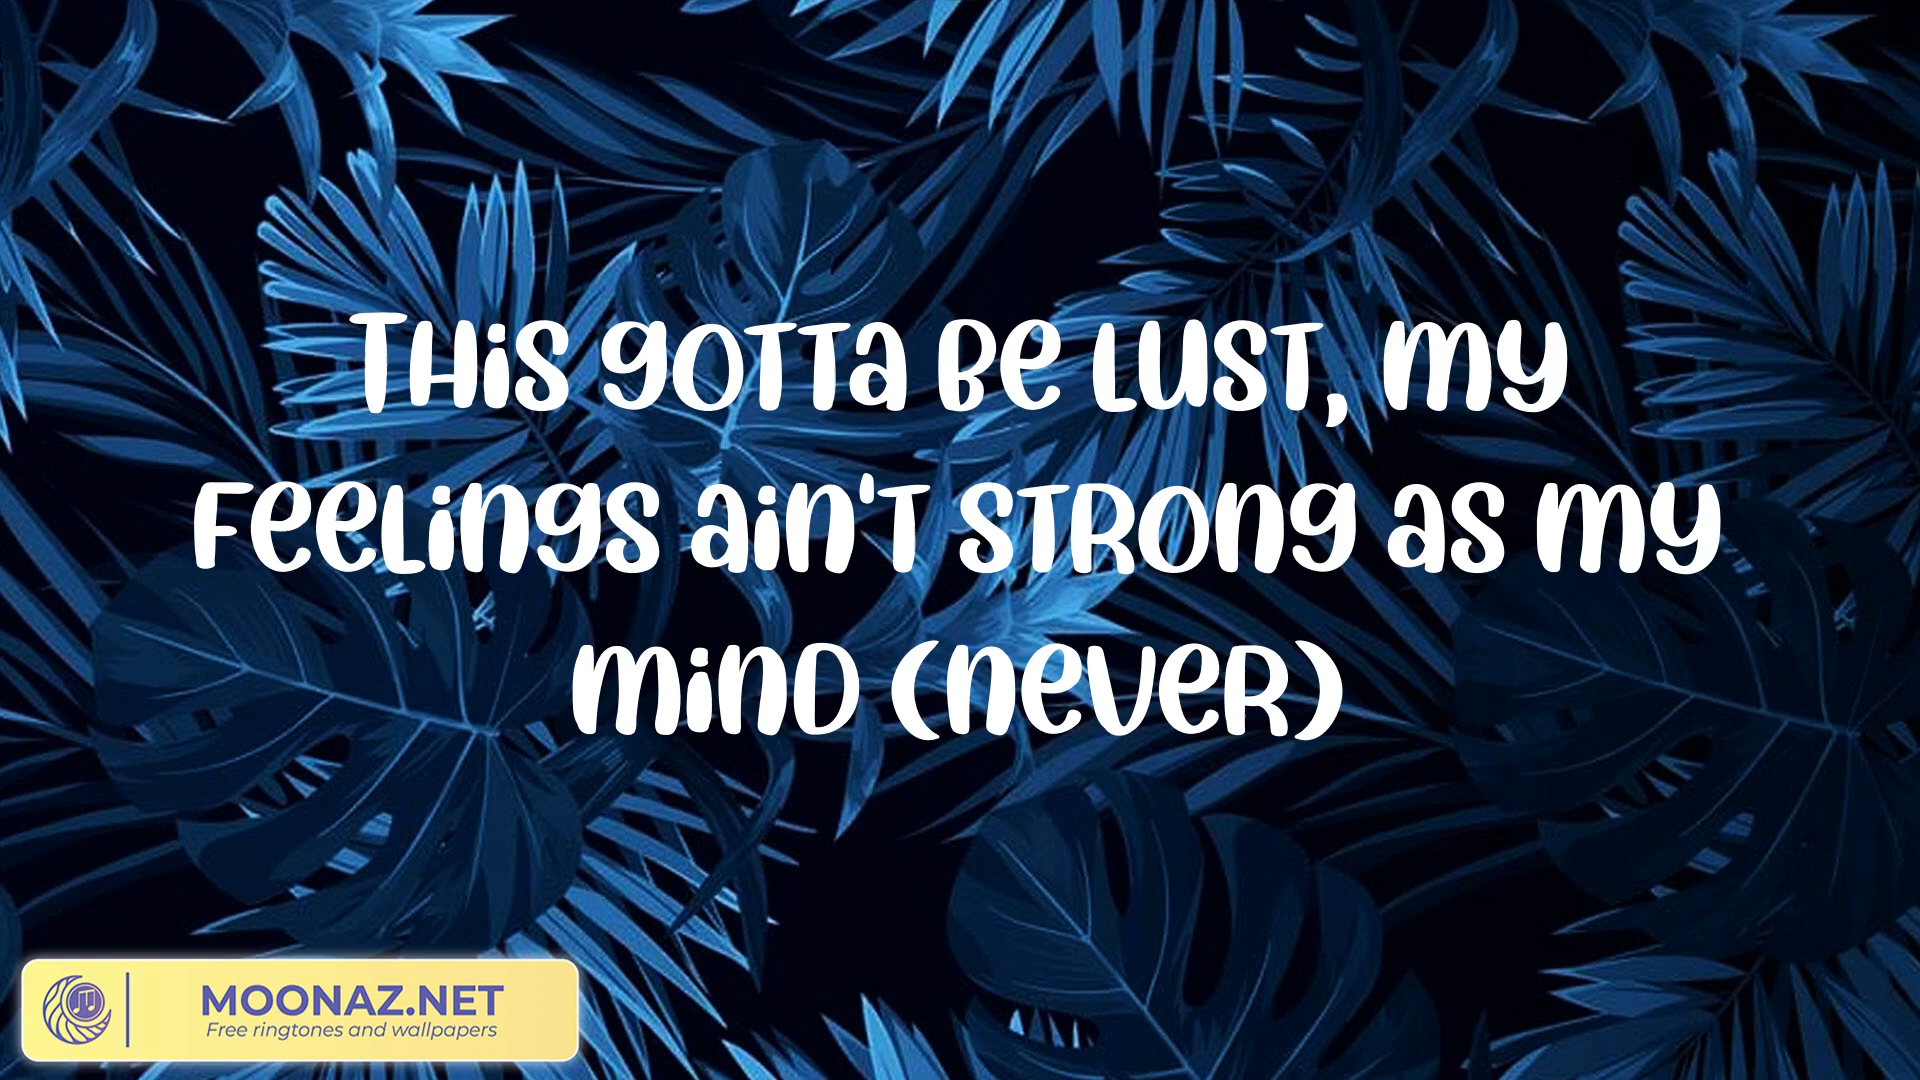 This gotta be lust, my
feelings ain't strong as my
mind (never)
MOONAZ.NET
Free ringtones and wallpapers